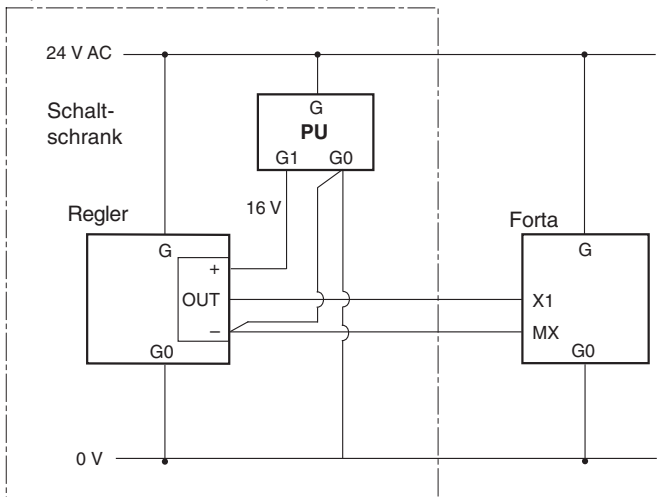 24 V AC
Schalt-
schrank
G
PU
G1 G0
16 V
Regler
G
+
OUT
–
G0
Forta
G
X1
MX
G0
0 V